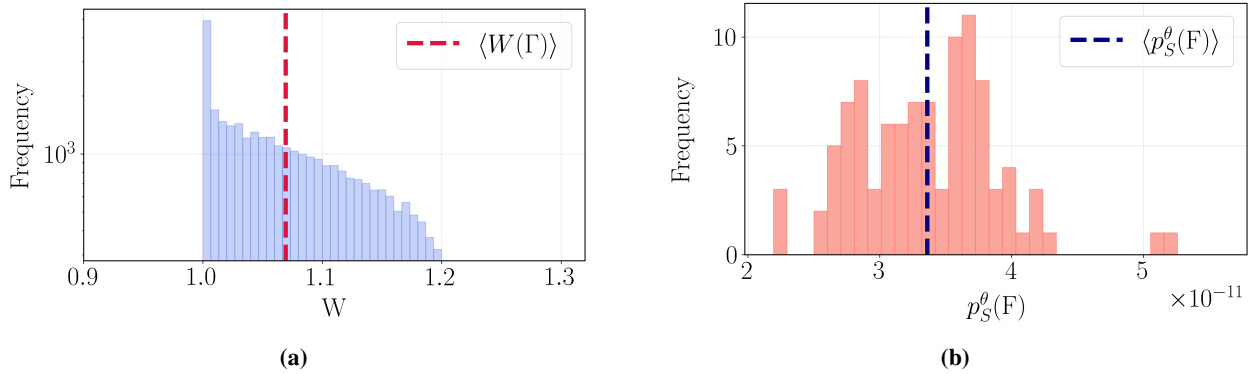 Frequency
10³
⟨W(Γ)⟩
0.9 1.0 1.1 1.2 1.3
W
(a)
Frequency
10
5
0
⟨p_S^θ(F)⟩
2 3 4 5
×10⁻¹¹
p_S^θ(F)
(b)